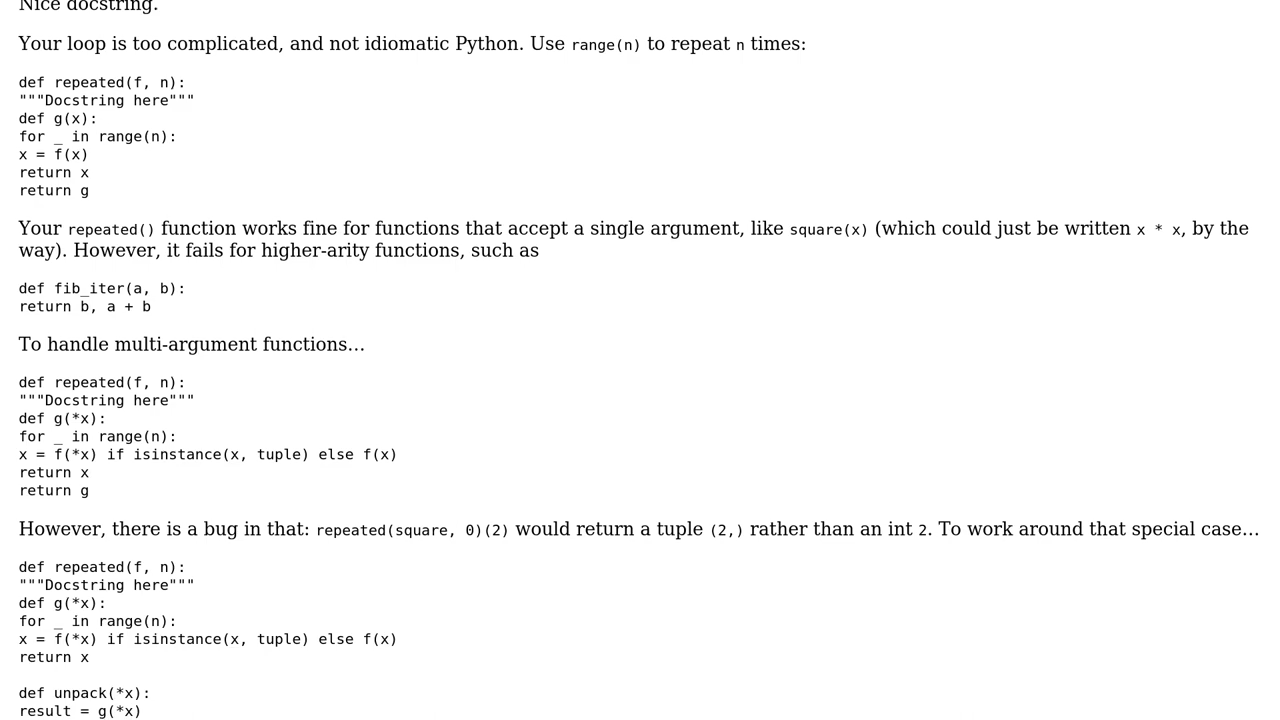 Nice docstring.
Your loop is too complicated, and not idiomatic Python. Use range(n) to repeat n times:
def repeated(f, n):
"""Docstring here"""
def g(x):
for _ in range(n):
x = f(x)
return x
return g
Your repeated() function works fine for functions that accept a single argument, like square(x) (which could just be written x * x, by the
way). However, it fails for higher-arity functions, such as
def fib_iter(a, b):
return b, a + b
To handle multi-argument functions…
def repeated(f, n):
"""Docstring here"""
def g(*x):
for _ in range(n):
x = f(*x) if isinstance(x, tuple) else f(x)
return x
return g
However, there is a bug in that: repeated(square, 0)(2) would return a tuple (2,) rather than an int 2. To work around that special case…
def repeated(f, n):
"""Docstring here"""
def g(*x):
for _ in range(n):
x = f(*x) if isinstance(x, tuple) else f(x)
return x
def unpack(*x):
result = g(*x)